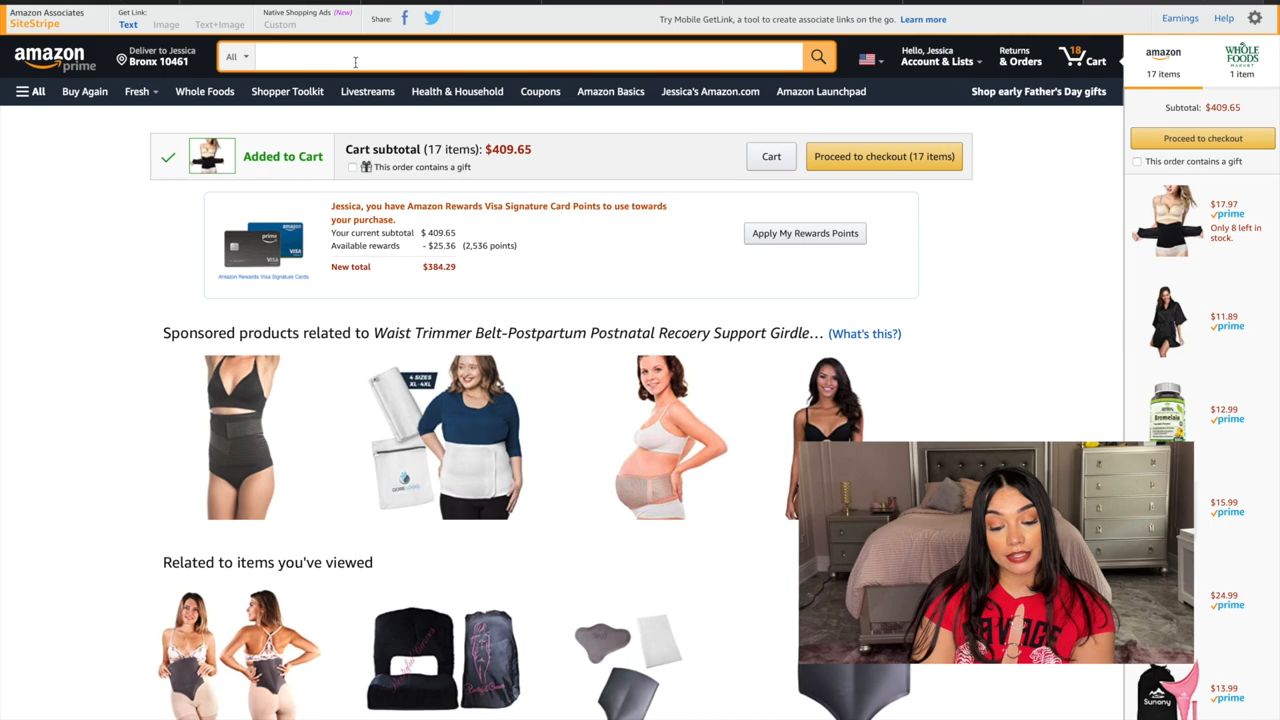 Amazon Associates
SiteStripe
Get Link:
Text Image Text+Image
Native Shopping Ads (New)
Custom
Share:
Try Mobile GetLink, a tool to create associate links on the go. Learn more
Earnings Help
amazon
prime
Deliver to Jessica
Bronx 10461
All
Hello, Jessica
Account & Lists
Returns
& Orders
18
Cart
All Buy Again Fresh Whole Foods Shopper Toolkit Livestreams Health & Household Coupons Amazon Basics Jessica's Amazon.com Amazon Launchpad Shop early Father's Day gifts
amazon
17 items
WHOLE
FOODS
MARKET
1 item
Subtotal: $409.65
Proceed to checkout
This order contains a gift
Added to Cart
Cart subtotal (17 items): $409.65
This order contains a gift
Cart
Proceed to checkout (17 items)
Jessica, you have Amazon Rewards Visa Signature Card Points to use towards
your purchase.
Your current subtotal $ 409.65
Available rewards - $25.36 (2,536 points)
New total $384.29
Apply My Rewards Points
Amazon Rewards Visa Signature Cards
Sponsored products related to Waist Trimmer Belt-Postpartum Postnatal Recoery Support Girdle… (What's this?)
4 SIZES
XL-4XL
Related to items you've viewed
$17.97
prime
Only 8 left in
stock.
$11.89
prime
Bromelain
$12.99
prime
$15.99
prime
$24.99
prime
$13.99
prime
Sunany